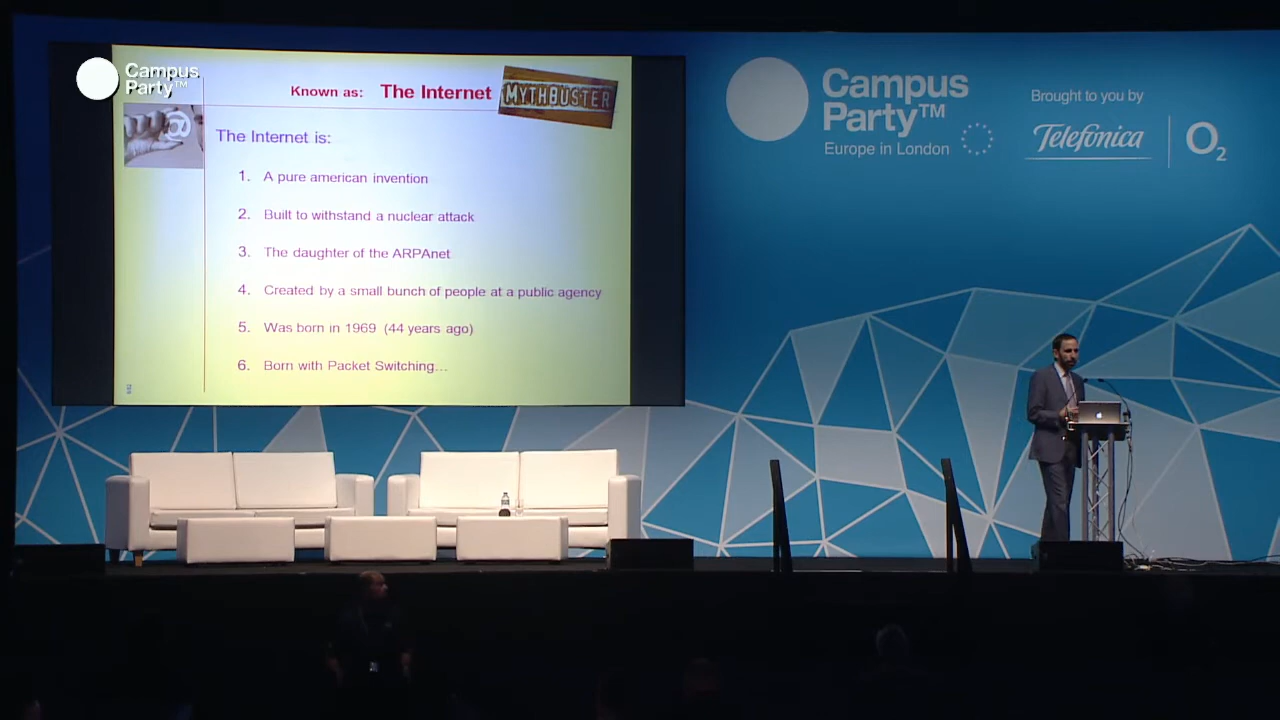 Campus
Party™
Known as: The Internet
MYTHBUSTER
@
The Internet is:
1. A pure american invention
2. Built to withstand a nuclear attack
3. The daughter of the ARPAnet
4. Created by a small bunch of people at a public agency
5. Was born in 1969 (44 years ago)
6. Born with Packet Switching...
Campus
Party™
Europe in London
Brought to you by
Telefónica
O2